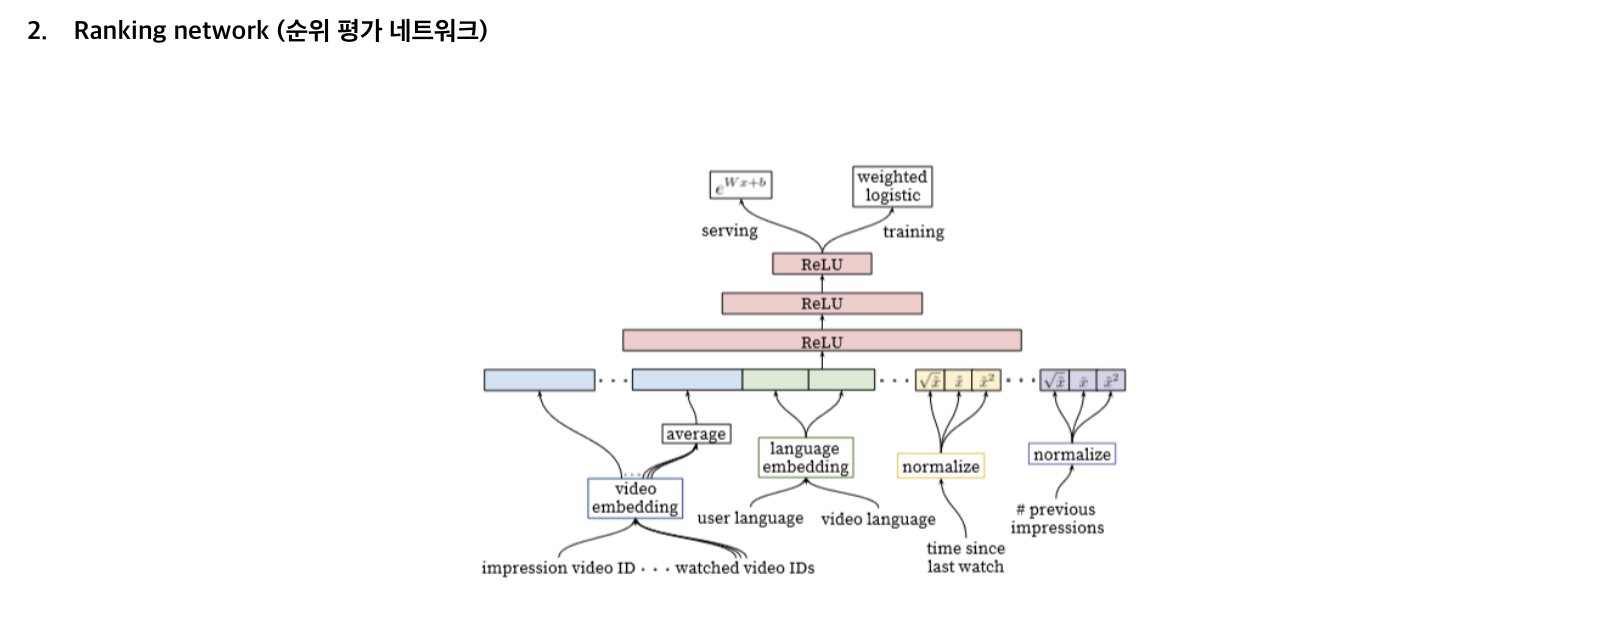 2. Ranking network (순위 평가 네트워크)
e^{Wx+b}
weighted
logistic
serving
training
ReLU
ReLU
ReLU
average
language
embedding
normalize
normalize
video
embedding
user language
video language
# previous
impressions
time since
last watch
impression video ID · · · watched video IDs